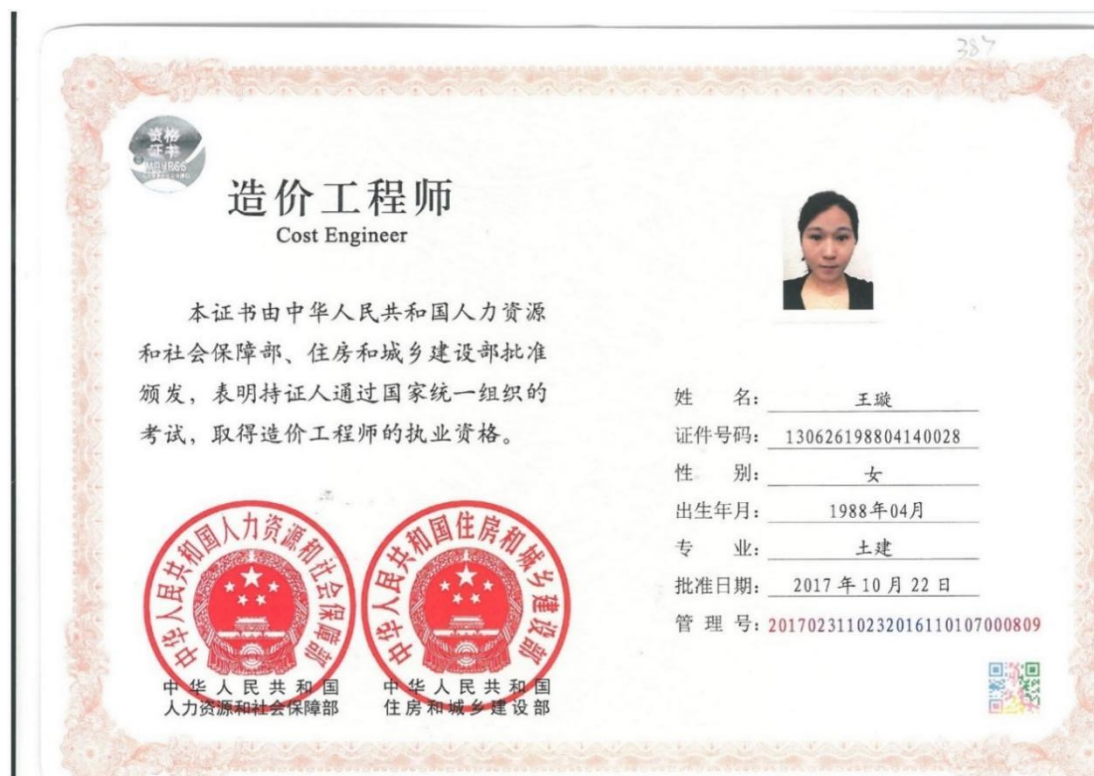 387
资格
证书
造价工程师
Cost Engineer
本证书由中华人民共和国人力资源
和社会保障部、住房和城乡建设部批准
颁发，表明持证人通过国家统一组织的
考试，取得造价工程师的执业资格。
中华人民共和国人力资源和社会保障部
中华人民共和国住房和城乡建设部
中华人民共和国
人力资源和社会保障部
中华人民共和国
住房和城乡建设部
姓 名： 王璇
证件号码： 130626198804140028
性 别： 女
出生年月： 1988年04月
专 业： 土建
批准日期： 2017 年 10 月 22 日
管 理 号： 2017023110232016110107000809